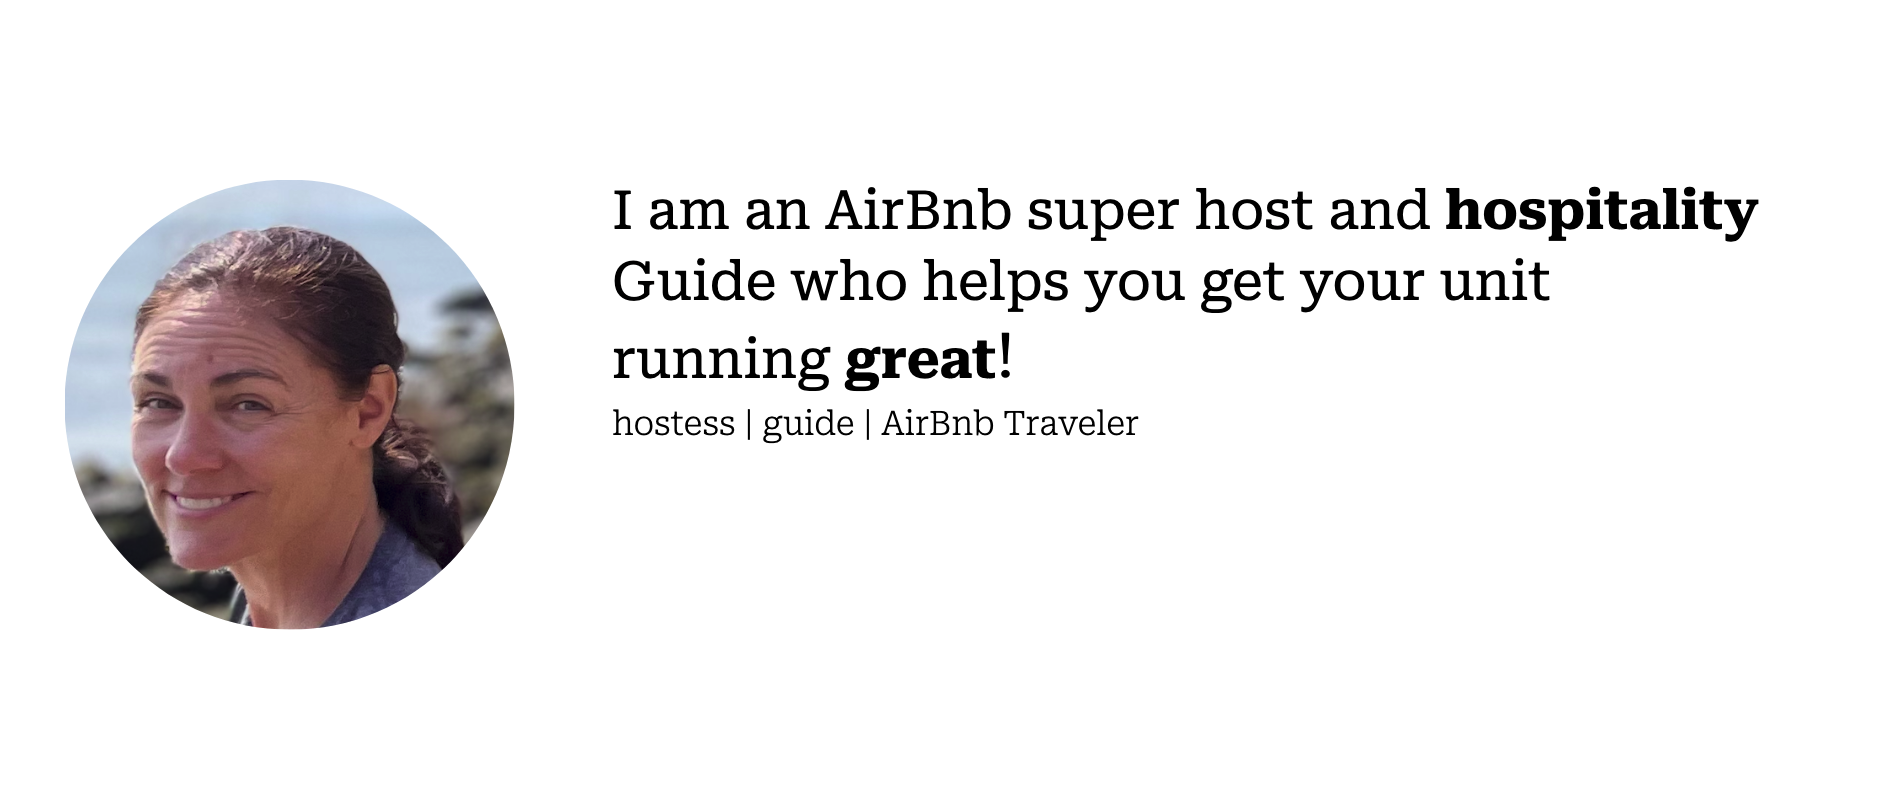 I am an AirBnb super host and hospitality
Guide who helps you get your unit
running great!
hostess | guide | AirBnb Traveler